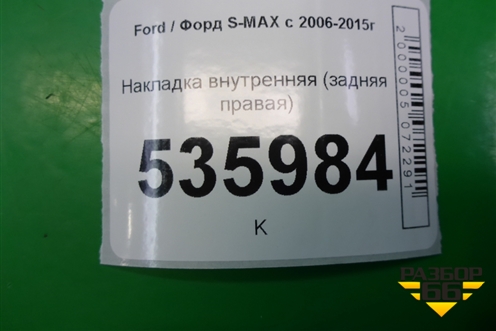 Ford / Форд S-MAX с 2006-2015г
Накладка внутренняя (задняя
правая)
535984
К
2000005072291
РАЗБОР
66